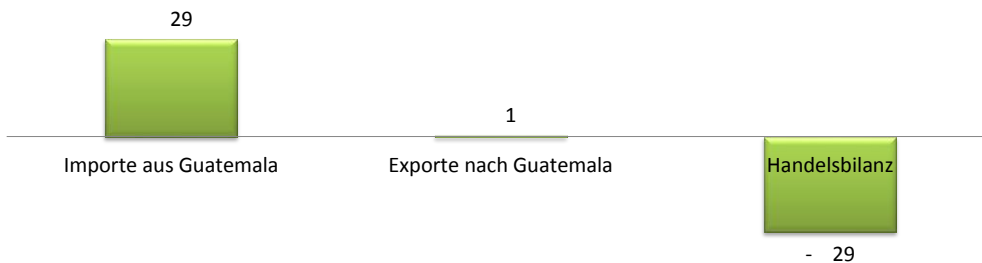 29
1
Importe aus Guatemala
Exporte nach Guatemala
Handelsbilanz
- 29